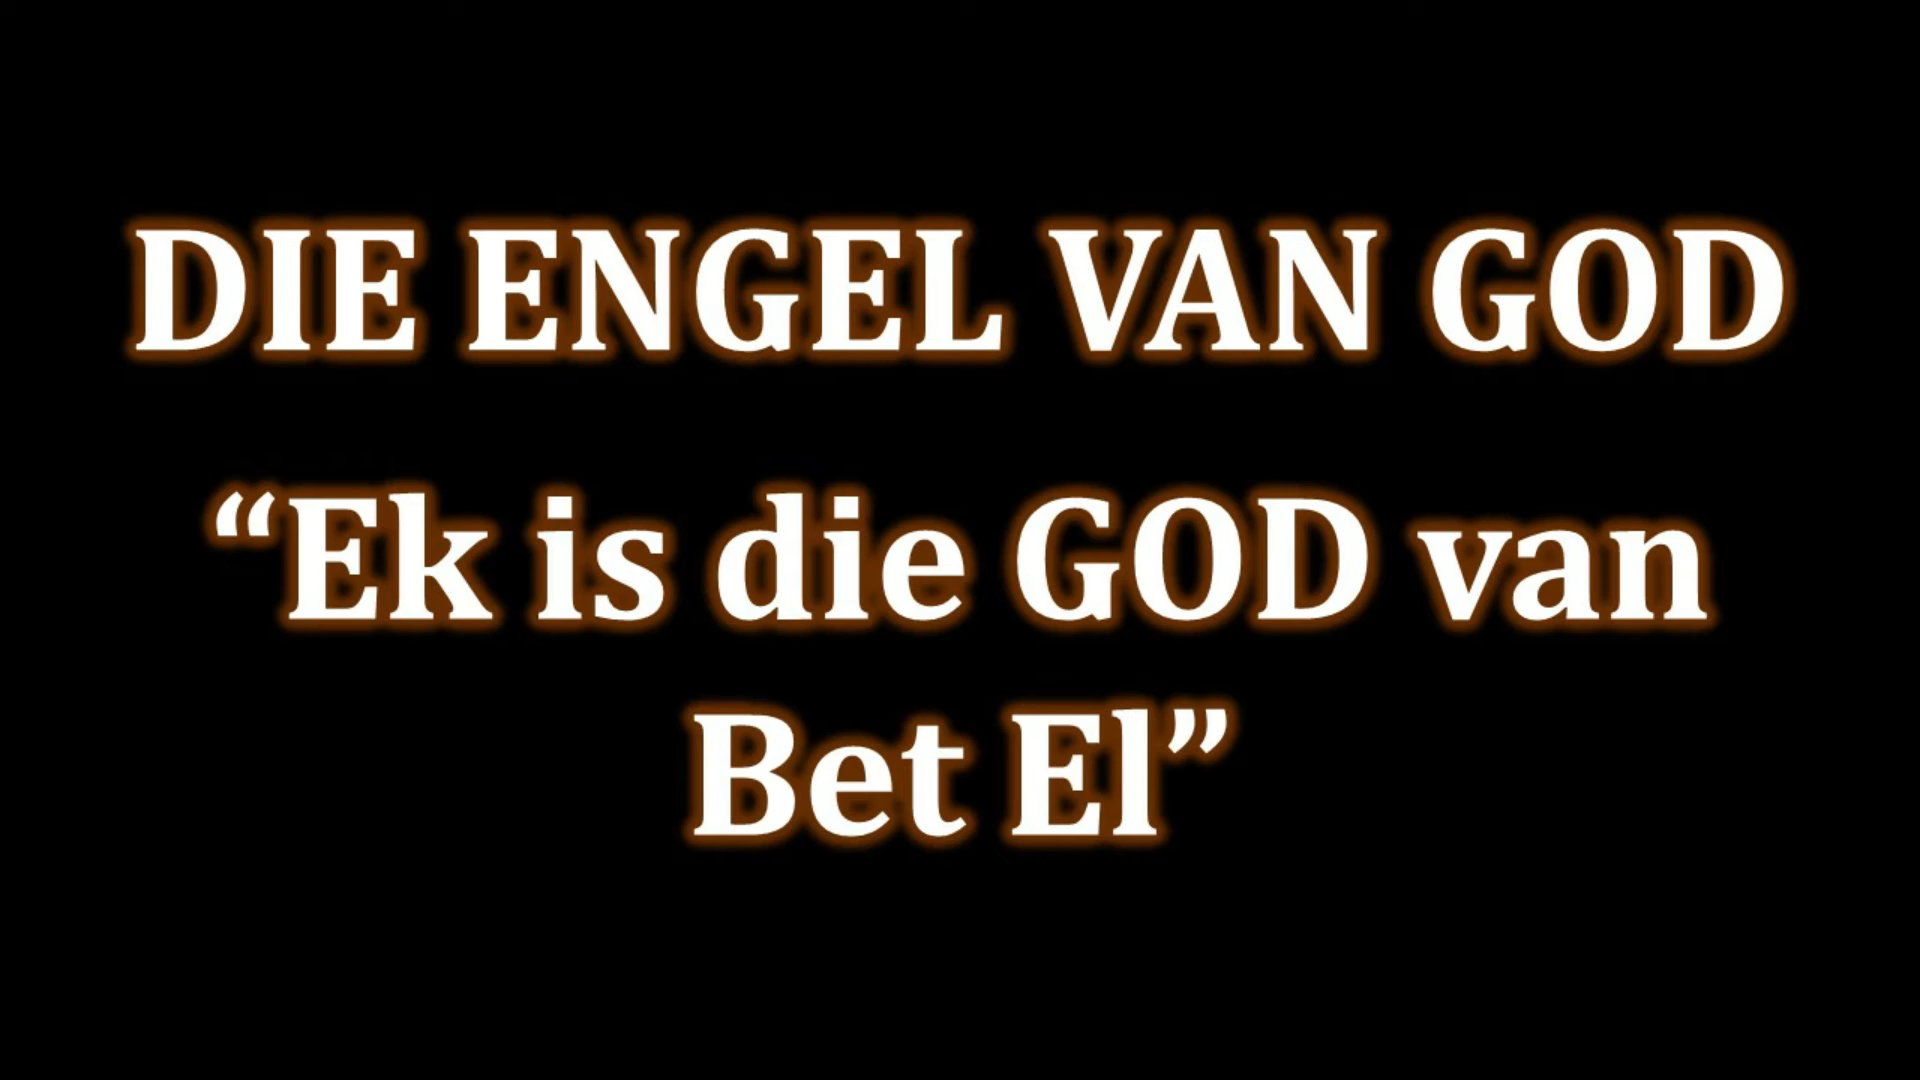 DIE ENGEL VAN GOD
“Ek is die GOD van
Bet El”